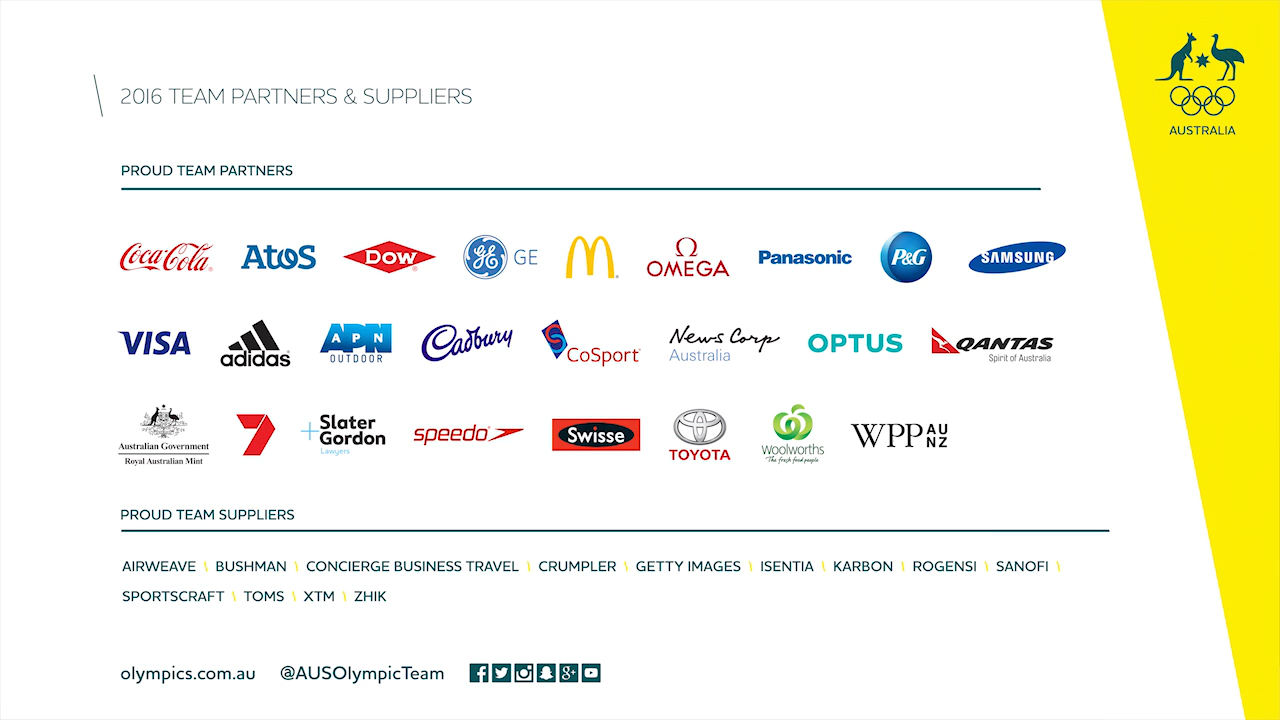 2016 TEAM PARTNERS & SUPPLIERS
AUSTRALIA
PROUD TEAM PARTNERS
Coca-Cola AtoS DOW GE GE M OMEGA Panasonic P&G SAMSUNG
VISA adidas APN OUTDOOR Cadbury CoSport News Corp Australia OPTUS QANTAS Spirit of Australia
Australian Government Royal Australian Mint 7 Slater Gordon Lawyers speedo Swisse TOYOTA woolworths The fresh food people WPP AU NZ
PROUD TEAM SUPPLIERS
AIRWEAVE \ BUSHMAN \ CONCIERGE BUSINESS TRAVEL \ CRUMPLER \ GETTY IMAGES \ ISENTIA \ KARBON \ ROGENSI \ SANOFI \
SPORTSCRAFT \ TOMS \ XTM \ ZHIK
olympics.com.au @AUSOlympicTeam